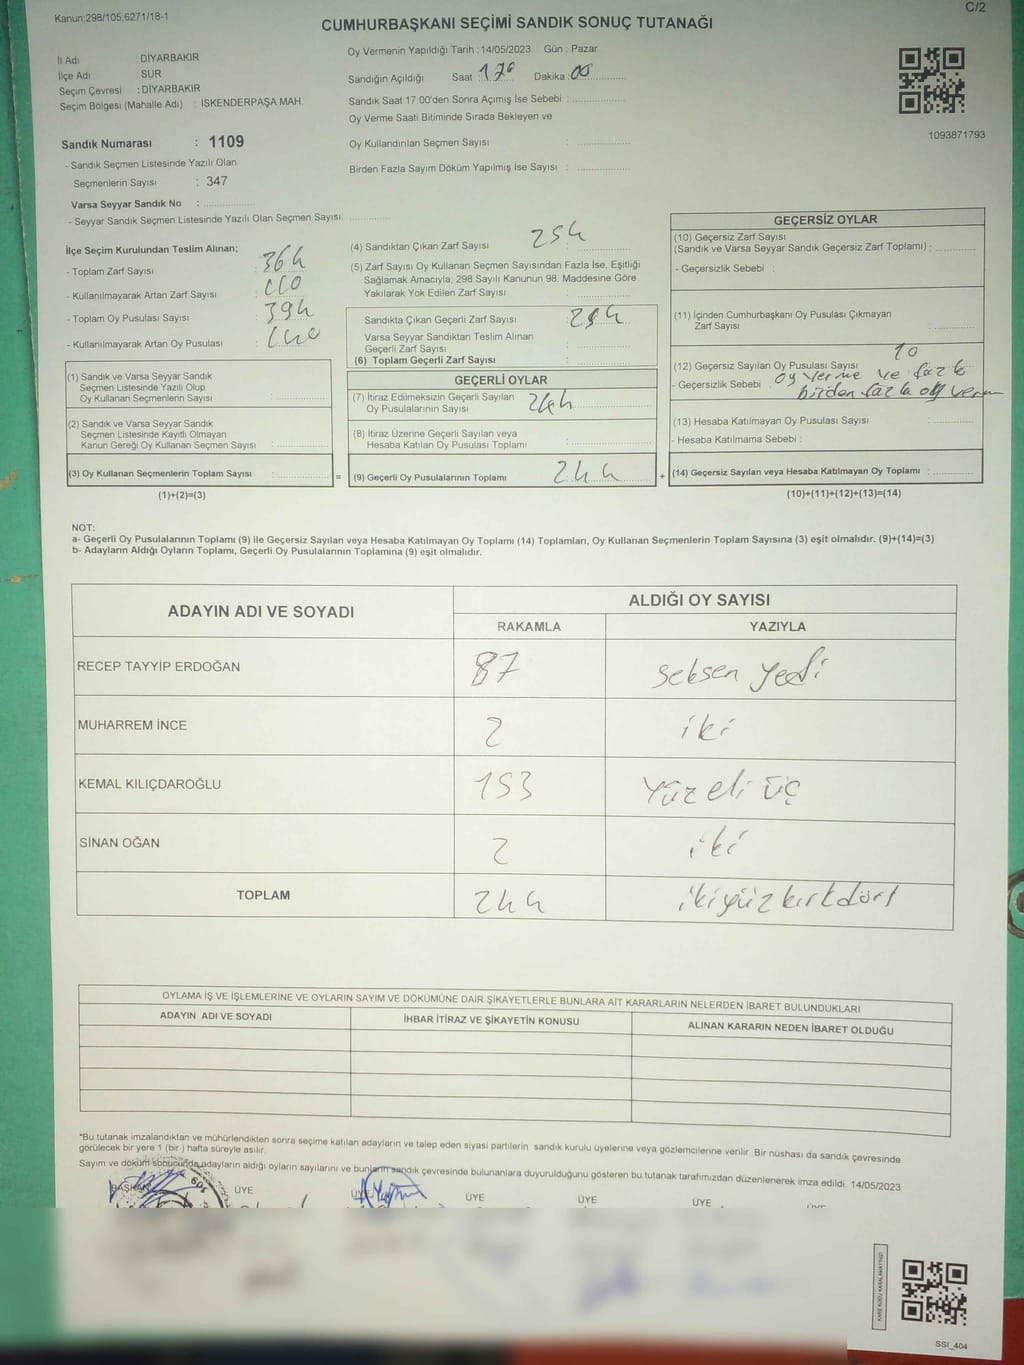 Kanun:298/105;6271/18-1
C/2
CUMHURBAŞKANI SEÇİMİ SANDIK SONUÇ TUTANAĞI
İl Adı : DİYARBAKIR
İlçe Adı : SUR
Seçim Çevresi : DİYARBAKIR
Seçim Bölgesi (Mahalle Adı) : İSKENDERPAŞA MAH.
Sandık Numarası : 1109
- Sandık Seçmen Listesinde Yazılı Olan
Seçmenlerin Sayısı : 347
Varsa Seyyar Sandık No :
- Seyyar Sandık Seçmen Listesinde Yazılı Olan Seçmen Sayısı:
Oy Vermenin Yapıldığı Tarih : 14/05/2023 Gün : Pazar
Sandığın Açıldığı Saat : Dakika 00
Sandık Saat 17:00'den Sonra Açımış İse Sebebi :
Oy Verme Saati Bitiminde Sırada Bekleyen ve
Oy Kullandırılan Seçmen Sayısı :
Birden Fazla Sayım Döküm Yapılmış İse Sayısı :
1093871793
İlçe Seçim Kurulundan Teslim Alınan;
- Toplam Zarf Sayısı : 364
- Kullanılmayarak Artan Zarf Sayısı : 110
- Toplam Oy Pusulası Sayısı : 394
- Kullanılmayarak Artan Oy Pusulası : 140
(1) Sandık ve Varsa Seyyar Sandık
Seçmen Listesinde Yazılı Olup
Oy Kullanan Seçmenlerin Sayısı :
(2) Sandık ve Varsa Seyyar Sandık
Seçmen Listesinde Kayıtlı Olmayan
Kanun Gereği Oy Kullanan Seçmen Sayısı :
(3) Oy Kullanan Seçmenlerin Toplam Sayısı :
(1)+(2)=(3)
=
(4) Sandıktan Çıkan Zarf Sayısı : 254
(5) Zarf Sayısı Oy Kullanan Seçmen Sayısından Fazla İse, Eşitliği
Sağlamak Amacıyla, 298 Sayılı Kanunun 98. Maddesine Göre
Yakılarak Yok Edilen Zarf Sayısı :
Sandıkta Çıkan Geçerli Zarf Sayısı : 254
Varsa Seyyar Sandıktan Teslim Alınan
Geçerli Zarf Sayısı :
(6) Toplam Geçerli Zarf Sayısı :
GEÇERLİ OYLAR
(7) İtiraz Edilmeksizin Geçerli Sayılan
Oy Pusulalarının Sayısı : 244
(8) İtiraz Üzerine Geçerli Sayılan veya
Hesaba Katılan Oy Pusulası Toplamı :
(9) Geçerli Oy Pusulalarının Toplamı : 244
+
GEÇERSİZ OYLAR
(10) Geçersiz Zarf Sayısı
(Sandık ve Varsa Seyyar Sandık Geçersiz Zarf Toplamı) :
- Geçersizlik Sebebi :
(11) İçinden Cumhurbaşkanı Oy Pusulası Çıkmayan
Zarf Sayısı :
(12) Geçersiz Sayılan Oy Pusulası Sayısı : 10
- Geçersizlik Sebebi : oy verme ve fazla
birden fazla oy veren
(13) Hesaba Katılmayan Oy Pusulası Sayısı :
- Hesaba Katılmama Sebebi :
(14) Geçersiz Sayılan veya Hesaba Katılmayan Oy Toplamı :
(10)+(11)+(12)+(13)=(14)
NOT:
a- Geçerli Oy Pusulalarının Toplamı (9) ile Geçersiz Sayılan veya Hesaba Katılmayan Oy Toplamı (14) Toplamları, Oy Kullanan Seçmenlerin Toplam Sayısına (3) eşit olmalıdır. (9)+(14)=(3)
b- Adayların Aldığı Oyların Toplamı, Geçerli Oy Pusulalarının Toplamına (9) eşit olmalıdır.
ADAYIN ADI VE SOYADI
ALDIĞI OY SAYISI
RAKAMLA YAZIYLA
RECEP TAYYİP ERDOĞAN 87 seksen yedi
MUHARREM İNCE 2 iki
KEMAL KILIÇDAROĞLU 153 yüz eli üç
SİNAN OĞAN 2 iki
TOPLAM 244 ikiyüzkırkdört
OYLAMA İŞ VE İŞLEMLERİNE VE OYLARIN SAYIM VE DÖKÜMÜNE DAİR ŞİKAYETLERLE BUNLARA AİT KARARLARIN NELERDEN İBARET BULUNDUKLARI
ADAYIN ADI VE SOYADI İHBAR İTİRAZ VE ŞİKAYETİN KONUSU ALINAN KARARIN NEDEN İBARET OLDUĞU
*Bu tutanak imzalandıktan ve mühürlendikten sonra seçime katılan adayların ve talep eden siyasi partilerin sandık kurulu üyelerine veya gözlemcilerine verilir. Bir nüshası da sandık çevresinde
görülecek bir yere 1 (bir) hafta süreyle asılır.
Sayım ve döküm sonucunda adayların aldığı oyların sayılarını ve bunların sandık çevresinde bulunanlara duyurulduğunu gösteren bu tutanak tarafımızdan düzenlenerek imza edildi. 14/05/2023
BAŞKAN ÜYE ÜYE ÜYE ÜYE ÜYE
KARE KODU KARALAMAYINIZ!
SSI_404